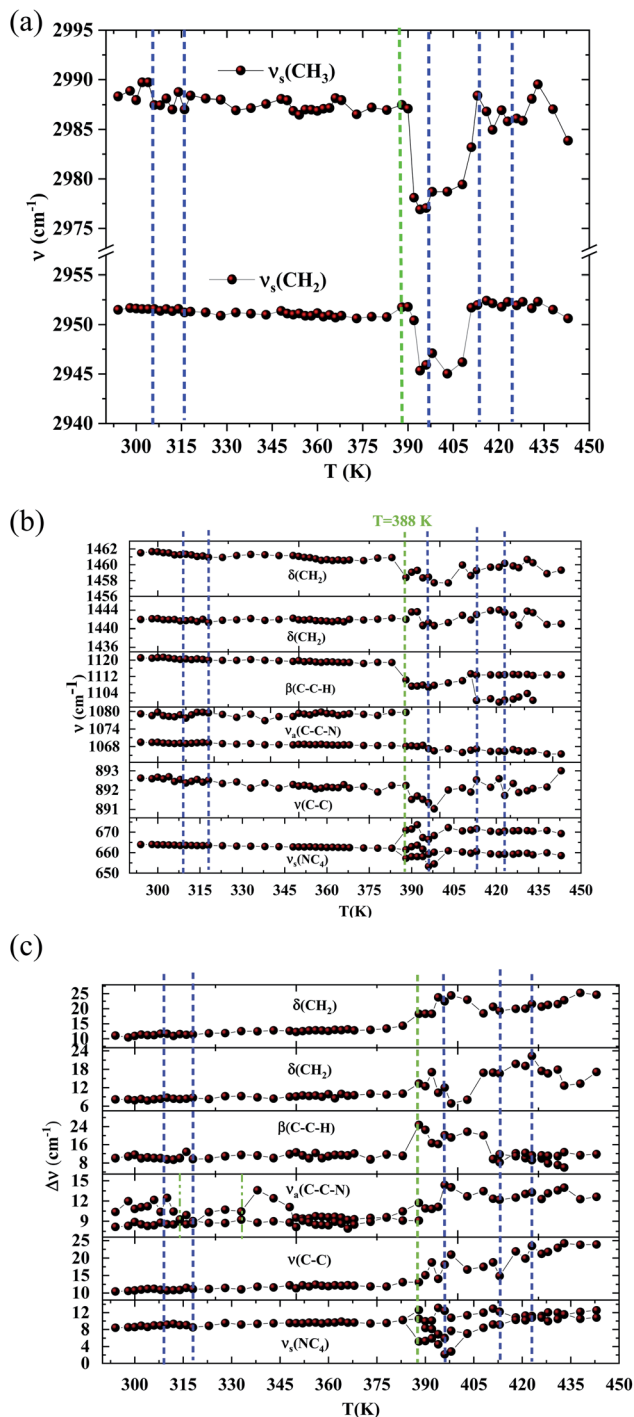 (a)
2995
2990
2985
2980
2975
2955
2950
2945
2940
ν (cm⁻¹)
νs(CH3)
νs(CH2)
300 315 330 345 360 375 390 405 420 435 450
T (K)
(b)
T=388 K
1462
1458
1456
δ(CH2)
1444
1440
1436
δ(CH2)
1120
1112
1104
β(C-C-H)
1080
1074
1068
νa(C-C-N)
893
892
891
ν(C-C)
670
660
650
νs(NC4)
ν (cm⁻¹)
300 315 330 345 360 375 390 405 420 435 450
T(K)
(c)
25
20
15
10
δ(CH2)
24
18
12
6
δ(CH2)
24
16
8
β(C-C-H)
15
12
9
νa(C-C-N)
25
20
15
10
ν(C-C)
12
8
4
0
νs(NC4)
Δν (cm⁻¹)
300 315 330 345 360 375 390 405 420 435 450
T(K)